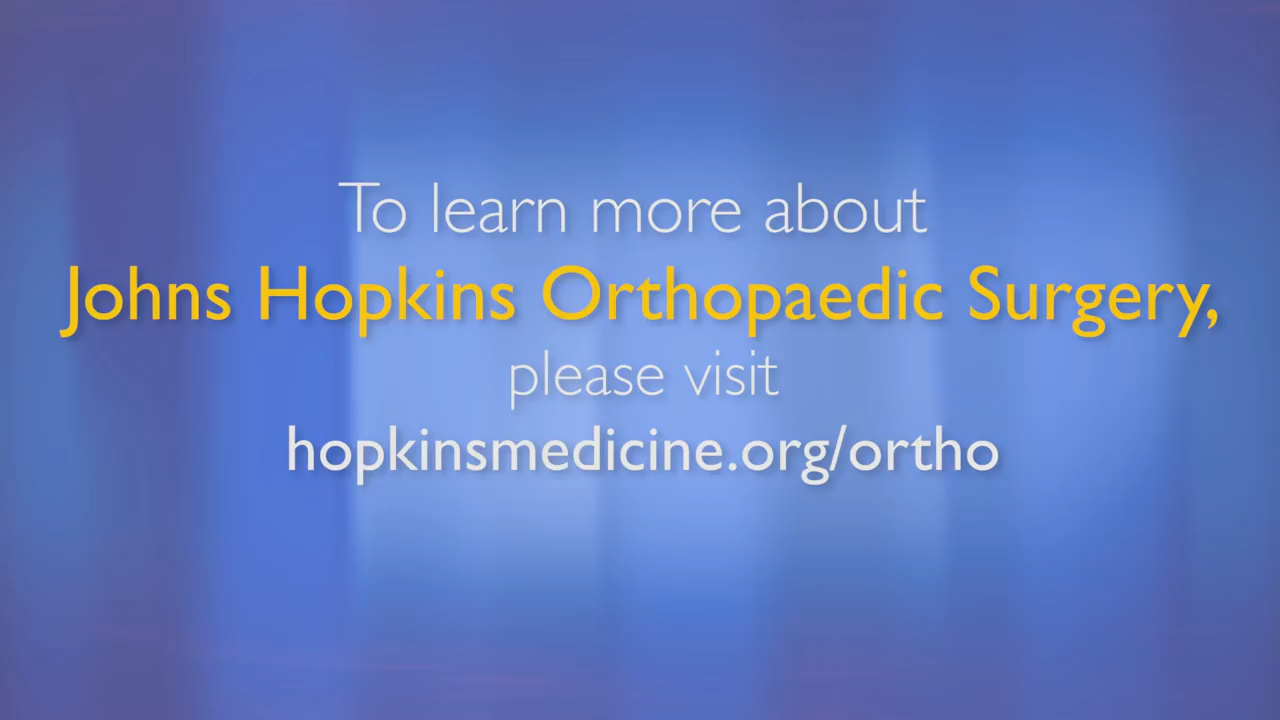 To learn more about
Johns Hopkins Orthopaedic Surgery,
please visit
hopkinsmedicine.org/ortho